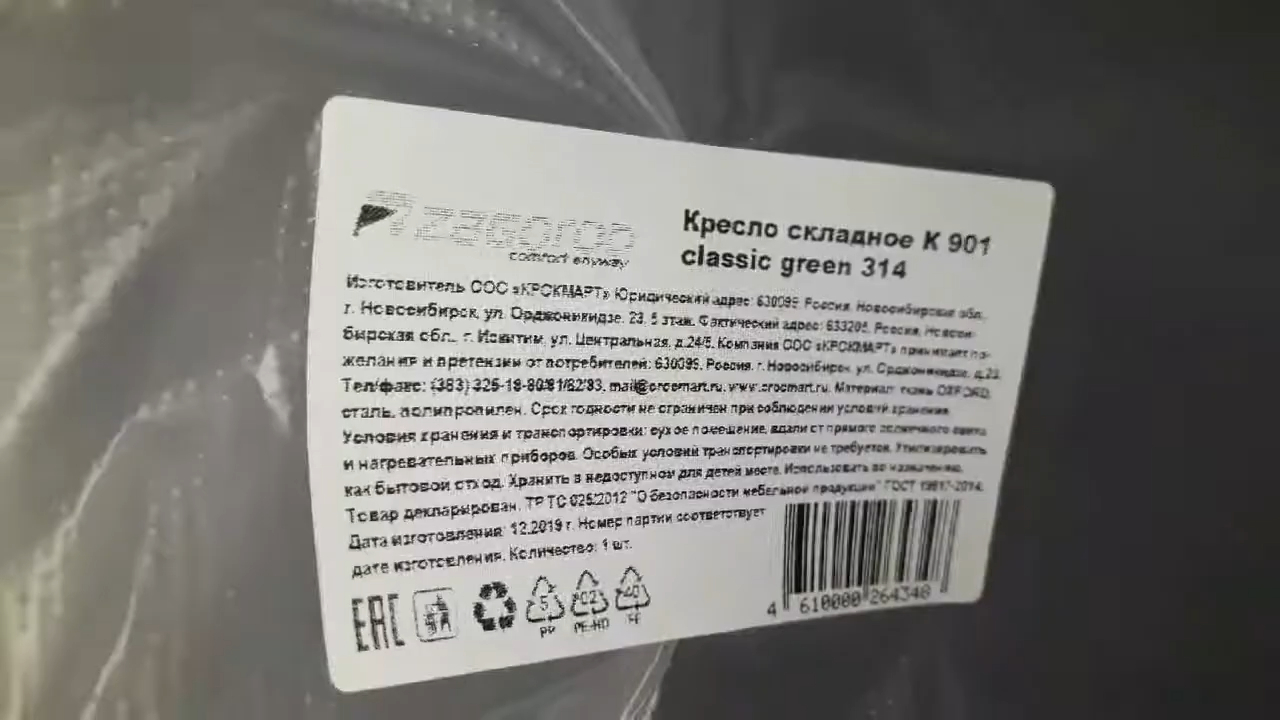 zagorod
comfort anyway
Кресло складное К 901
classic green 314
Изготовитель ООО «КРОКМАРТ» Юридический адрес: 630099, Россия, Новосибирская обл.,
г. Новосибирск, ул. Орджоникидзе, 23, 5 этаж. Фактический адрес: 633205, Россия, Новоси-
бирская обл., г. Искитим, ул. Центральная, д.24/5. Компания ООО «КРОКМАРТ» принимает по-
желания и претензии от потребителей: 630099, Россия, г. Новосибирск, ул. Орджоникидзе, д.23,
Тел/факс: (383) 325-18-80/81/82/83, mail@crocmart.ru, www.crocmart.ru. Материал: ткань OXFORD,
сталь, полипропилен. Срок годности не ограничен при соблюдении условий хранения.
Условия хранения и транспортировки: сухое помещение, вдали от прямого солнечного света
и нагревательных приборов. Особых условий транспортировки не требуется. Утилизировать
как бытовой отход. Хранить в недоступном для детей месте. Использовать по назначению.
Товар декларирован. ТР ТС 025/2012 "О безопасности мебельной продукции" ГОСТ 19917-2014.
Дата изготовления: 12.2019 г. Номер партии соответствует
дате изготовления. Количество: 1 шт.
EAC
5 02 40
PP PE-HD FE
4 610000 264340